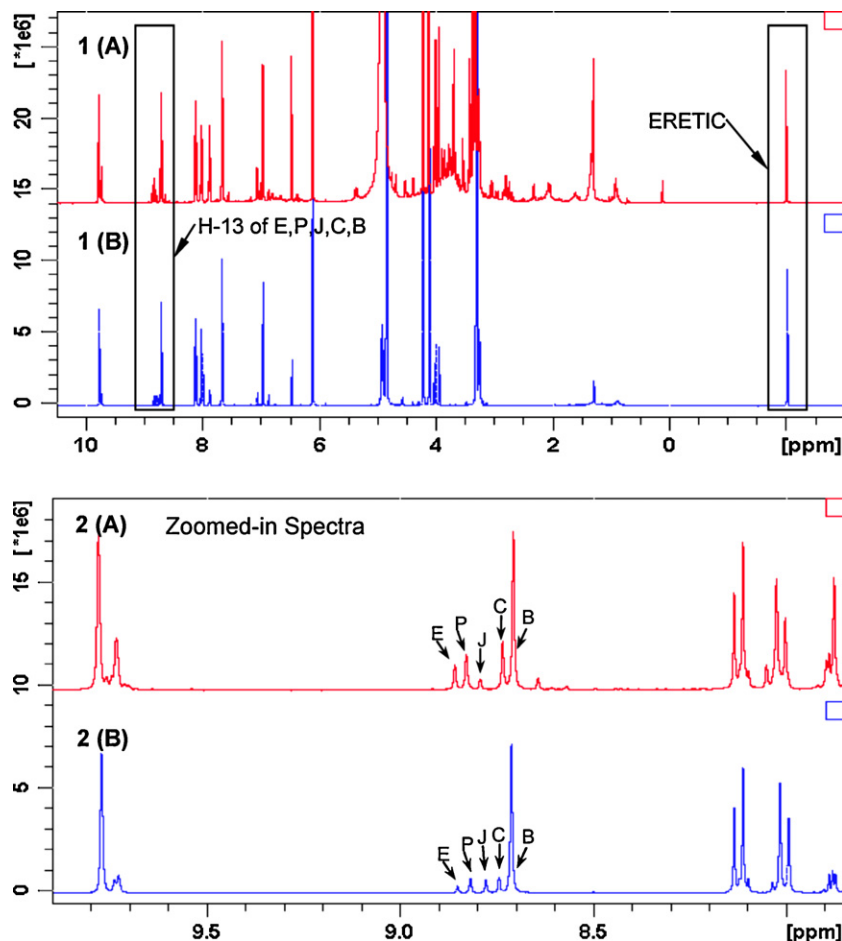 [*1e6]
1 (A)
ERETIC
20
15
H-13 of E,P,J,C,B
1 (B)
10
5
0
10 8 6 4 2 0 [ppm]
[*1e6]
2 (A) Zoomed-in Spectra
15
E P J C B
10
2 (B)
5
E P J C B
0
9.5 9.0 8.5 [ppm]